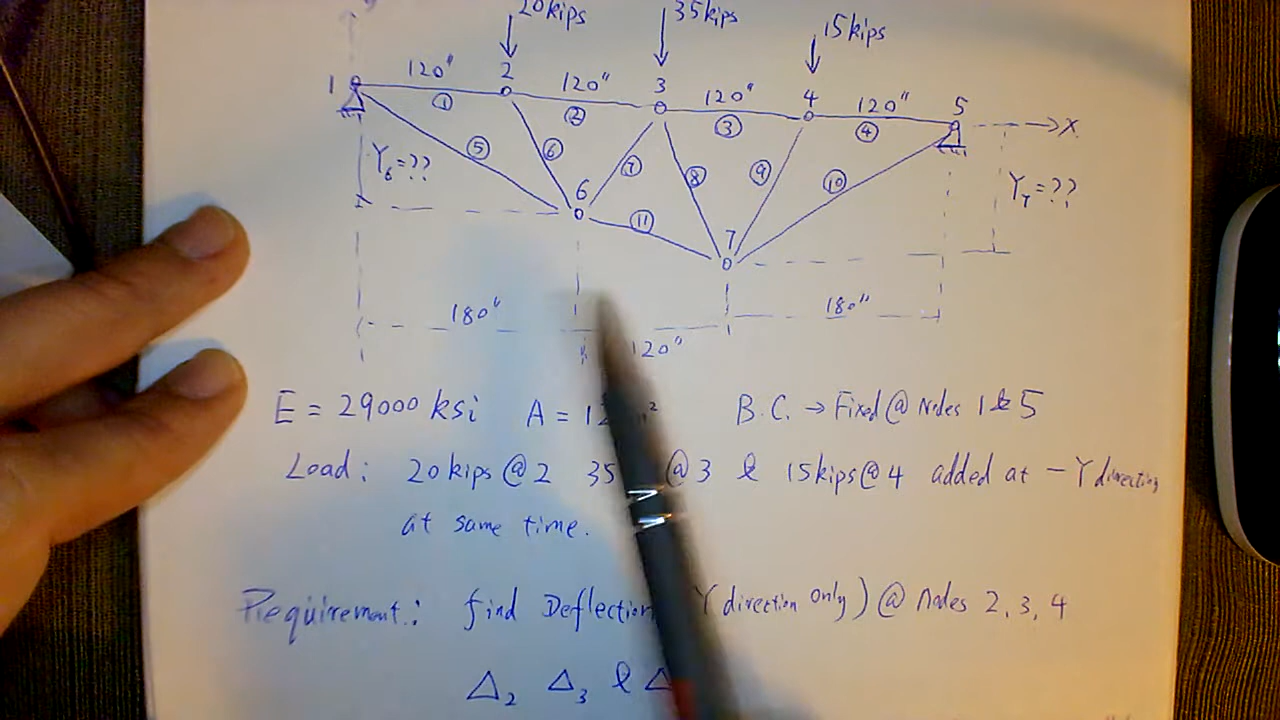 20kips 35kips 15kips
1 120" 2 120" 3 120" 4 120" 5 X
① ② ③ ④
Y₆=?? ⑤ ⑥ ⑦ ⑧ ⑨ ⑩ Y₇=??
6 ⑪ 7
180" 120" 180"
E = 29000 ksi A = B.C. → Fixed @ Nodes 1 & 5
Load: 20kips@2 35 @3 & 15kips@4 added at -Y direction
at same time.
Requirement: find Deflection Y direction only) @ Nodes 2, 3, 4
Δ₂ Δ₃ & Δ